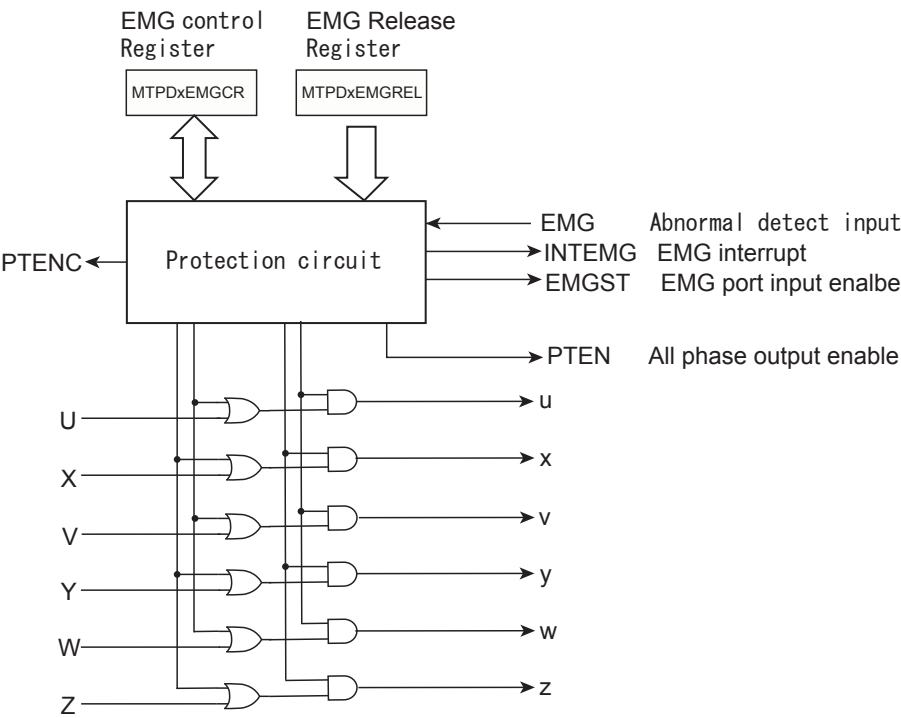 EMG control
Register
EMG Release
Register
MTPDxEMGCR
MTPDxEMGREL
Protection circuit
PTENC
EMG Abnormal detect input
INTEMG EMG interrupt
EMGST EMG port input enalbe
PTEN All phase output enable
U
u
X
x
V
v
Y
y
W
w
Z
z